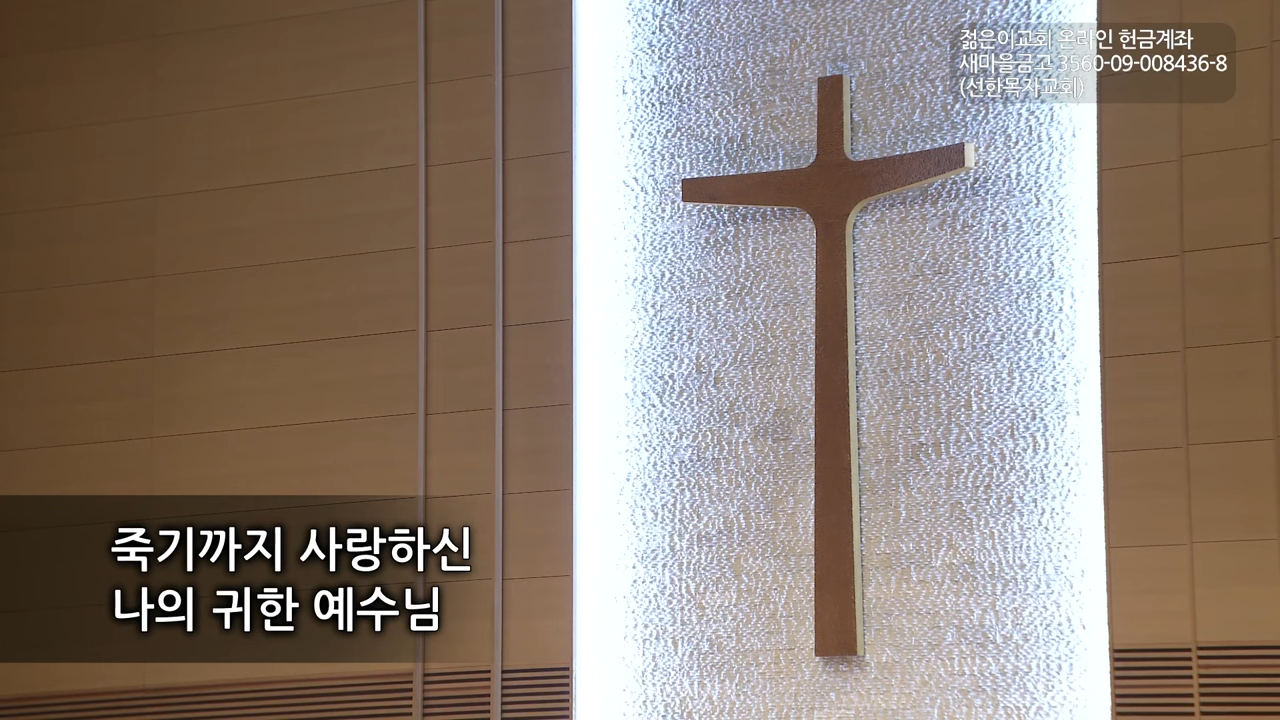 젊은이교회 온라인 헌금계좌
새마을금고 3560-09-008436-8
(선한목자교회)
죽기까지 사랑하신
나의 귀한 예수님